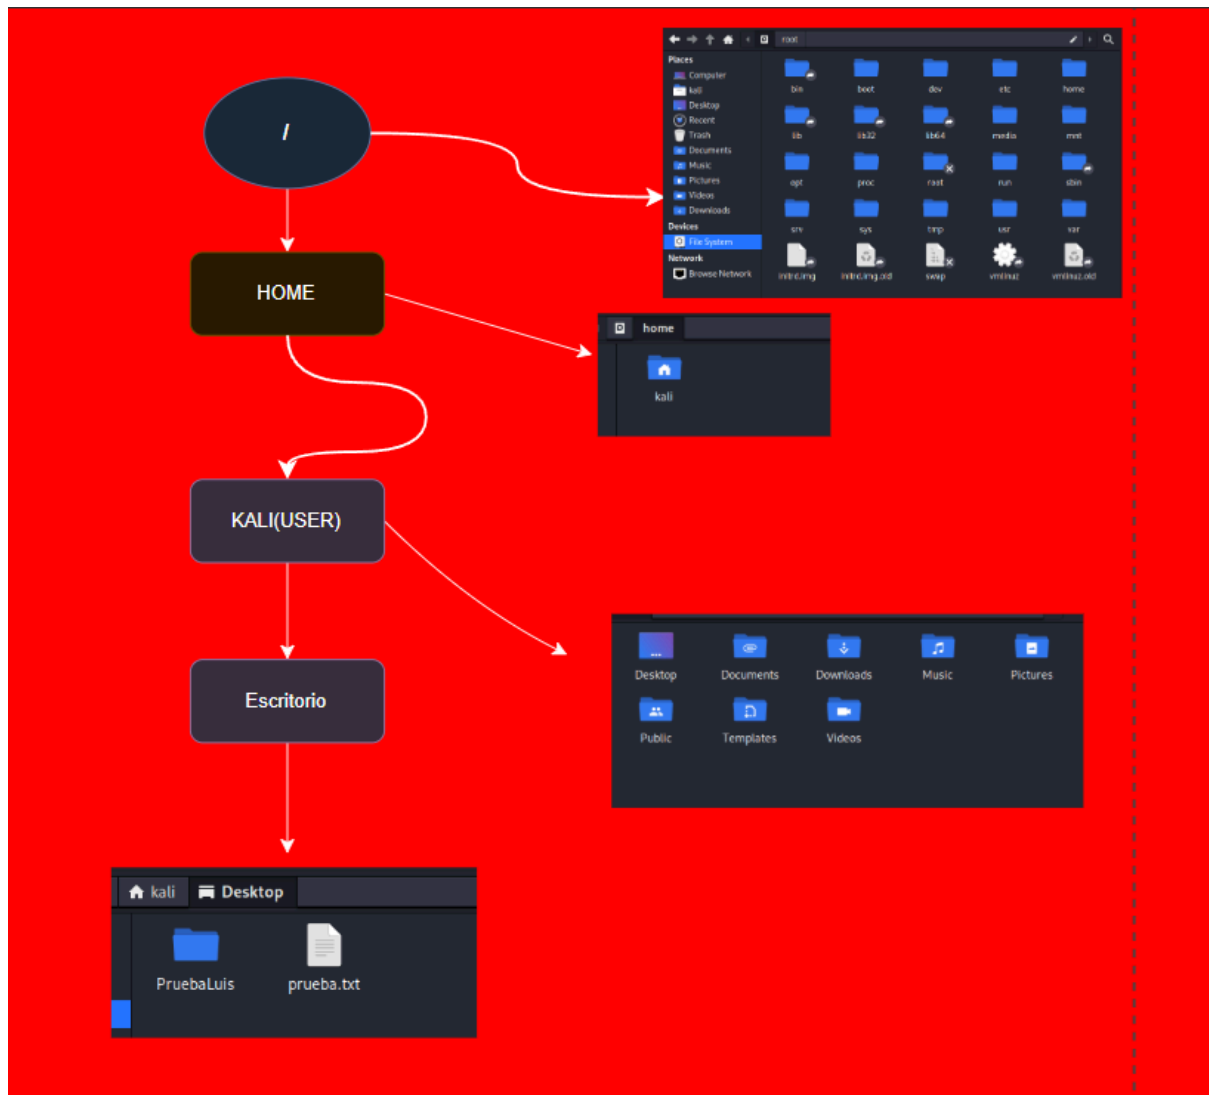 /
HOME
KALI(USER)
Escritorio
root
Places
Computer
kali
Desktop
Recent
Trash
Documents
Music
Pictures
Videos
Downloads
Devices
File System
Network
Browse Network
bin boot dev etc home
lib lib32 lib64 media mnt
opt proc root run sbin
srv sys tmp usr var
initrd.img initrd.img.old swap vmlinuz vmlinuz.old
home
kali
Desktop Documents Downloads Music Pictures
Public Templates Videos
kali Desktop
PruebaLuis prueba.txt